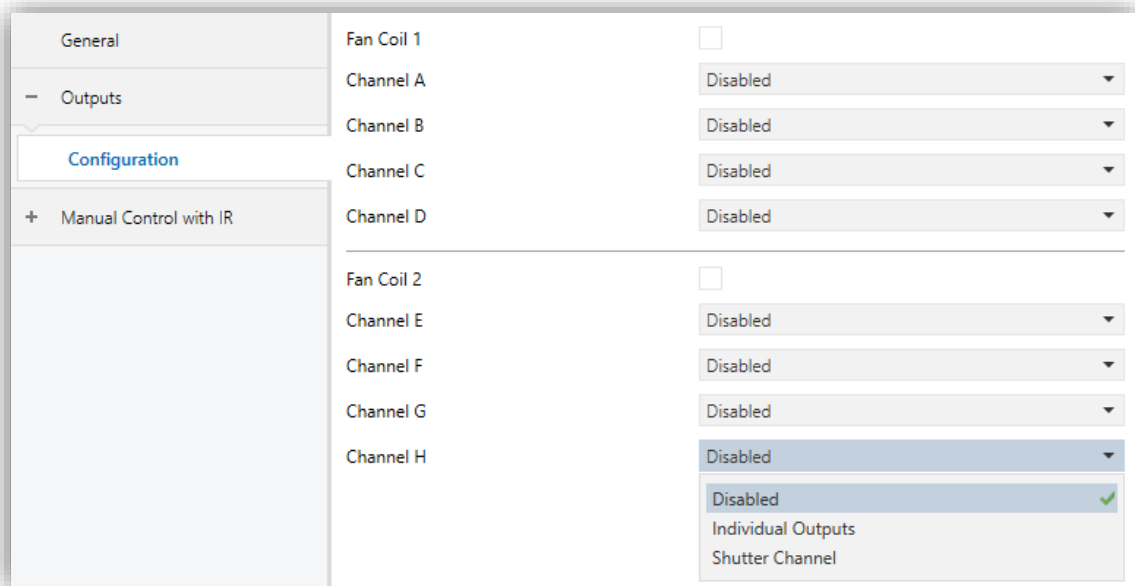 General
Outputs
Configuration
Manual Control with IR
Fan Coil 1
Channel A Disabled
Channel B Disabled
Channel C Disabled
Channel D Disabled
Fan Coil 2
Channel E Disabled
Channel F Disabled
Channel G Disabled
Channel H Disabled
Disabled
Individual Outputs
Shutter Channel